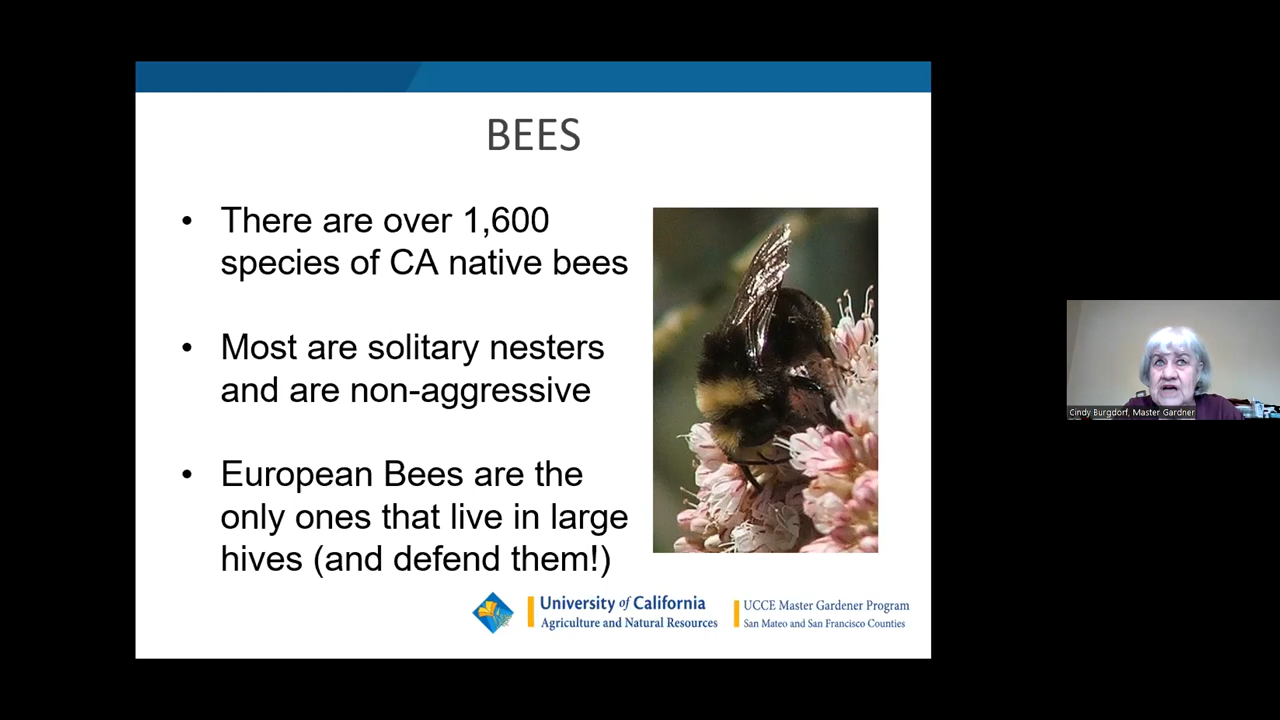 BEES
• There are over 1,600
species of CA native bees
• Most are solitary nesters
and are non-aggressive
• European Bees are the
only ones that live in large
hives (and defend them!)
University of California
Agriculture and Natural Resources
UCCE Master Gardener Program
San Mateo and San Francisco Counties
Cindy Burgdorf, Master Gardner